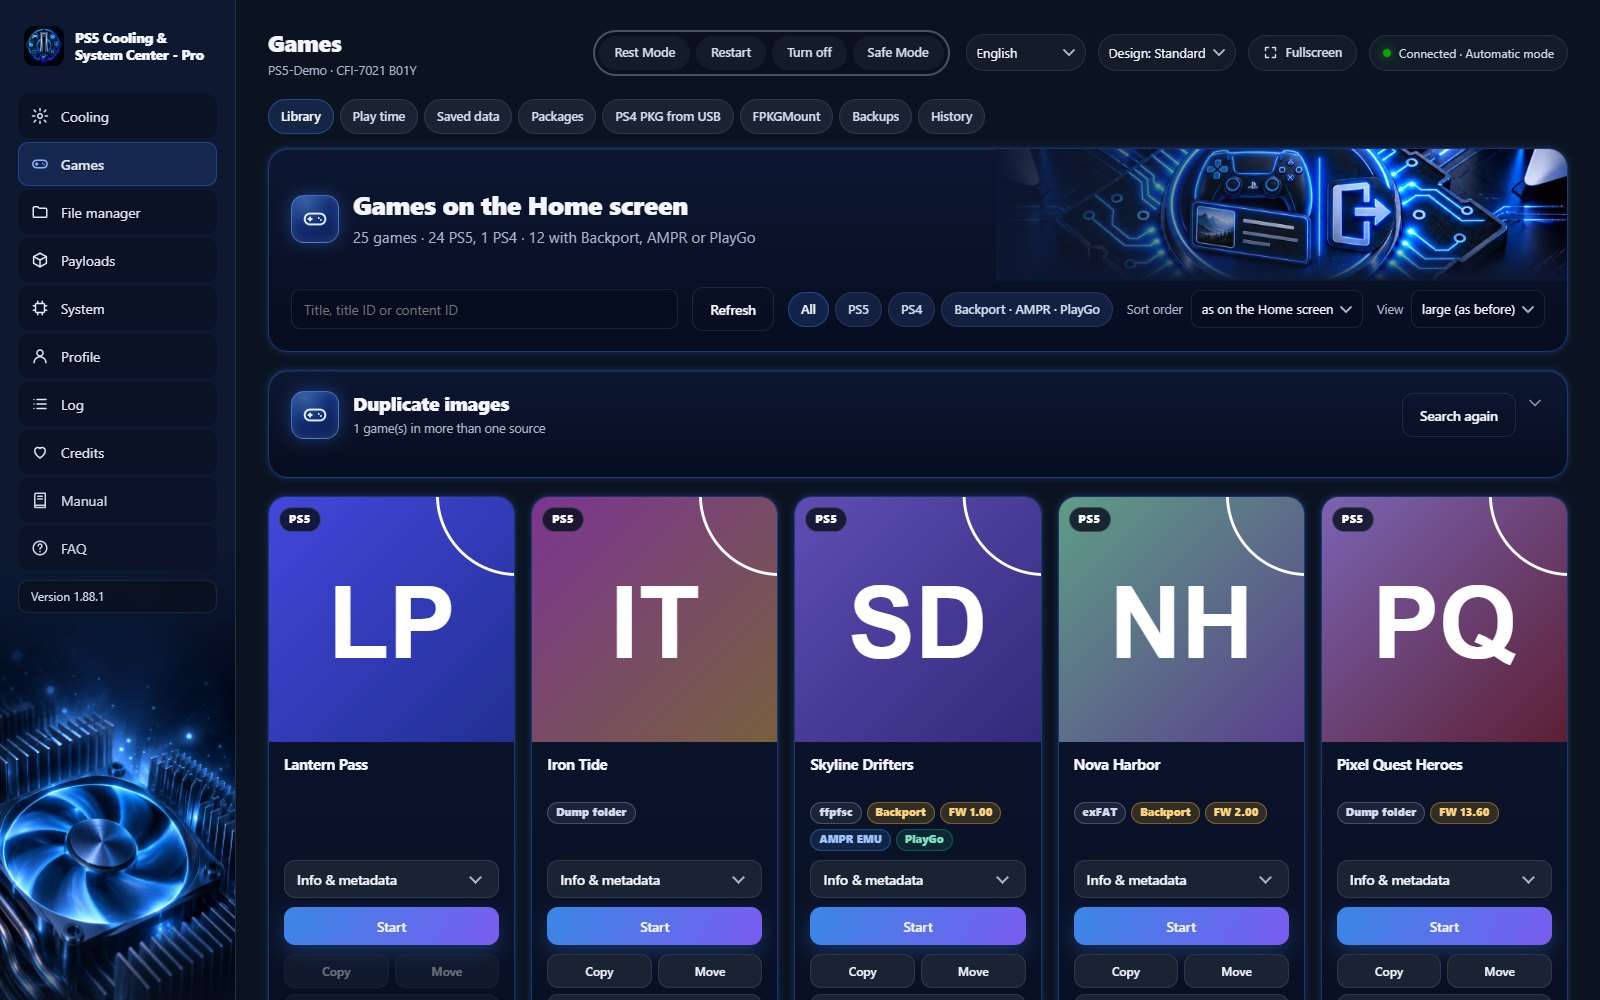 PS5 Cooling &
System Center - Pro
Cooling
Games
File manager
Payloads
System
Profile
Log
Credits
Manual
FAQ
Version 1.88.1
Games
PS5-Demo · CFI-7021 B01Y
Rest Mode
Restart
Turn off
Safe Mode
English
Design: Standard
Fullscreen
Connected · Automatic mode
Library
Play time
Saved data
Packages
PS4 PKG from USB
FPKGMount
Backups
History
Games on the Home screen
25 games · 24 PS5, 1 PS4 · 12 with Backport, AMPR or PlayGo
Title, title ID or content ID
Refresh
All
PS5
PS4
Backport · AMPR · PlayGo
Sort order
as on the Home screen
View
large (as before)
Duplicate images
1 game(s) in more than one source
Search again
PS5
LP
Lantern Pass
Info & metadata
Start
Copy
Move
PS5
IT
Iron Tide
Dump folder
Info & metadata
Start
Copy
Move
PS5
SD
Skyline Drifters
ffpfsc
Backport
FW 1.00
AMPR EMU
PlayGo
Info & metadata
Start
Copy
Move
PS5
NH
Nova Harbor
exFAT
Backport
FW 2.00
Info & metadata
Start
Copy
Move
PS5
PQ
Pixel Quest Heroes
Dump folder
FW 13.60
Info & metadata
Start
Copy
Move